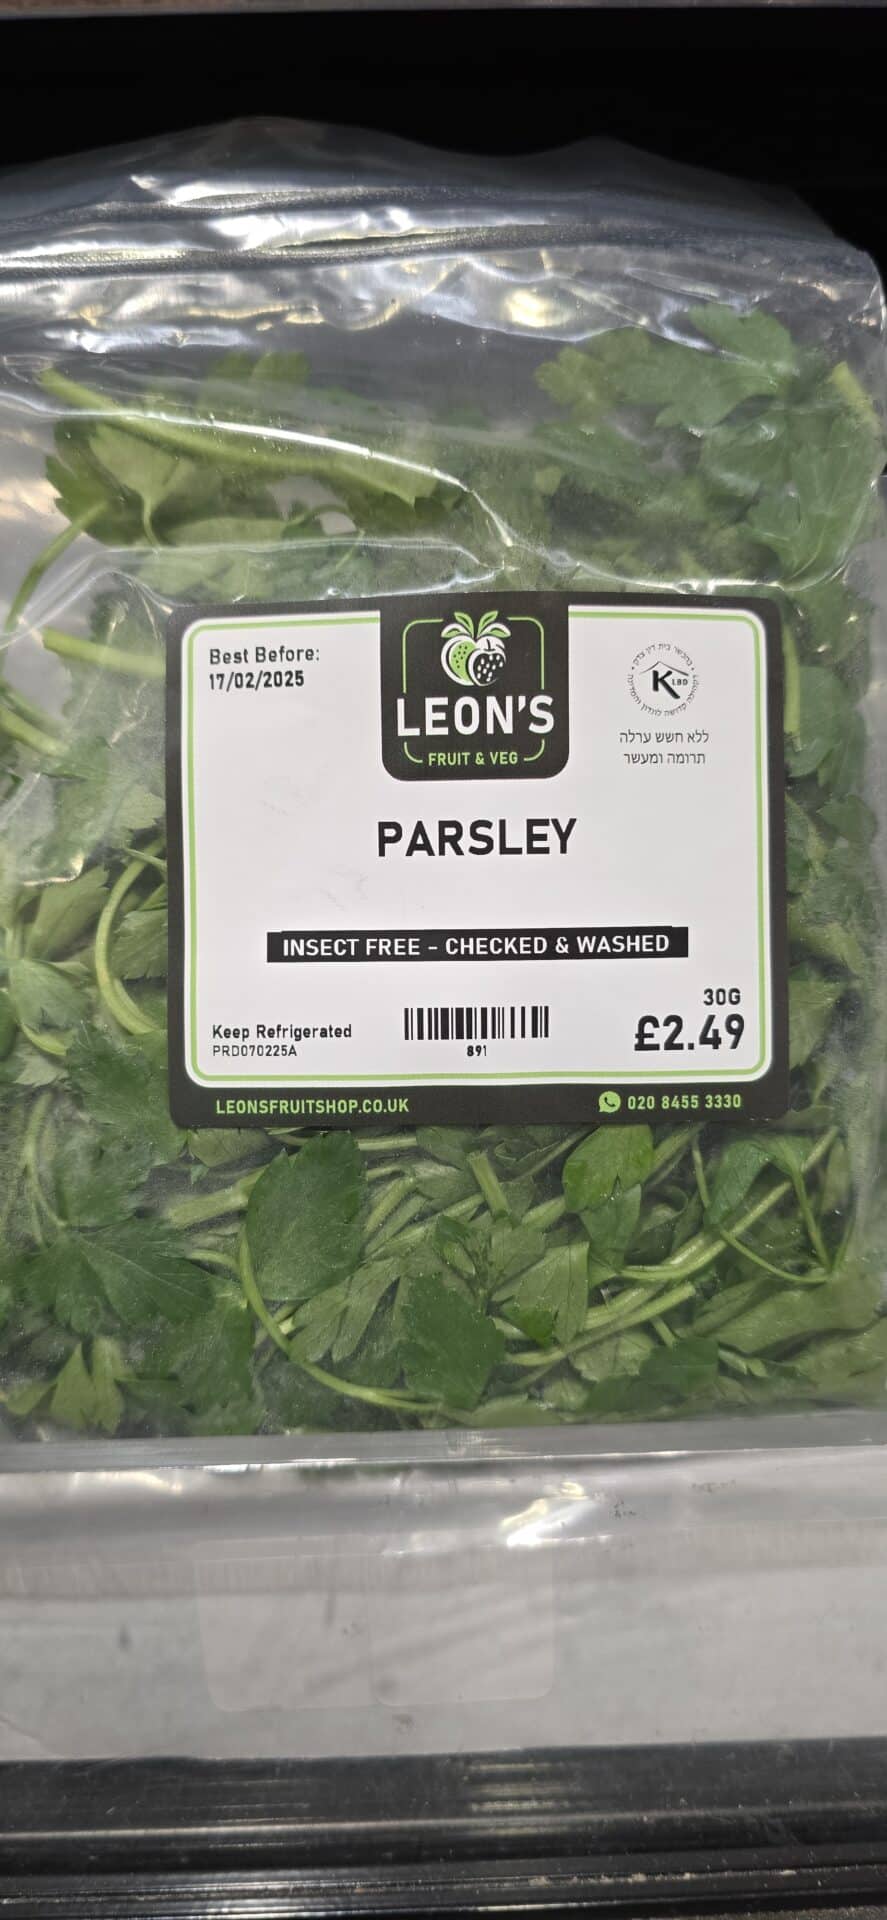 Best Before:
17/02/2025
LEON'S
FRUIT & VEG
KLBD
ללא חשש ערלה
תרומה ומעשר
PARSLEY
INSECT FREE - CHECKED & WASHED
Keep Refrigerated
PRD070225A
891
30G
£2.49
LEONSFRUITSHOP.CO.UK
020 8455 3330